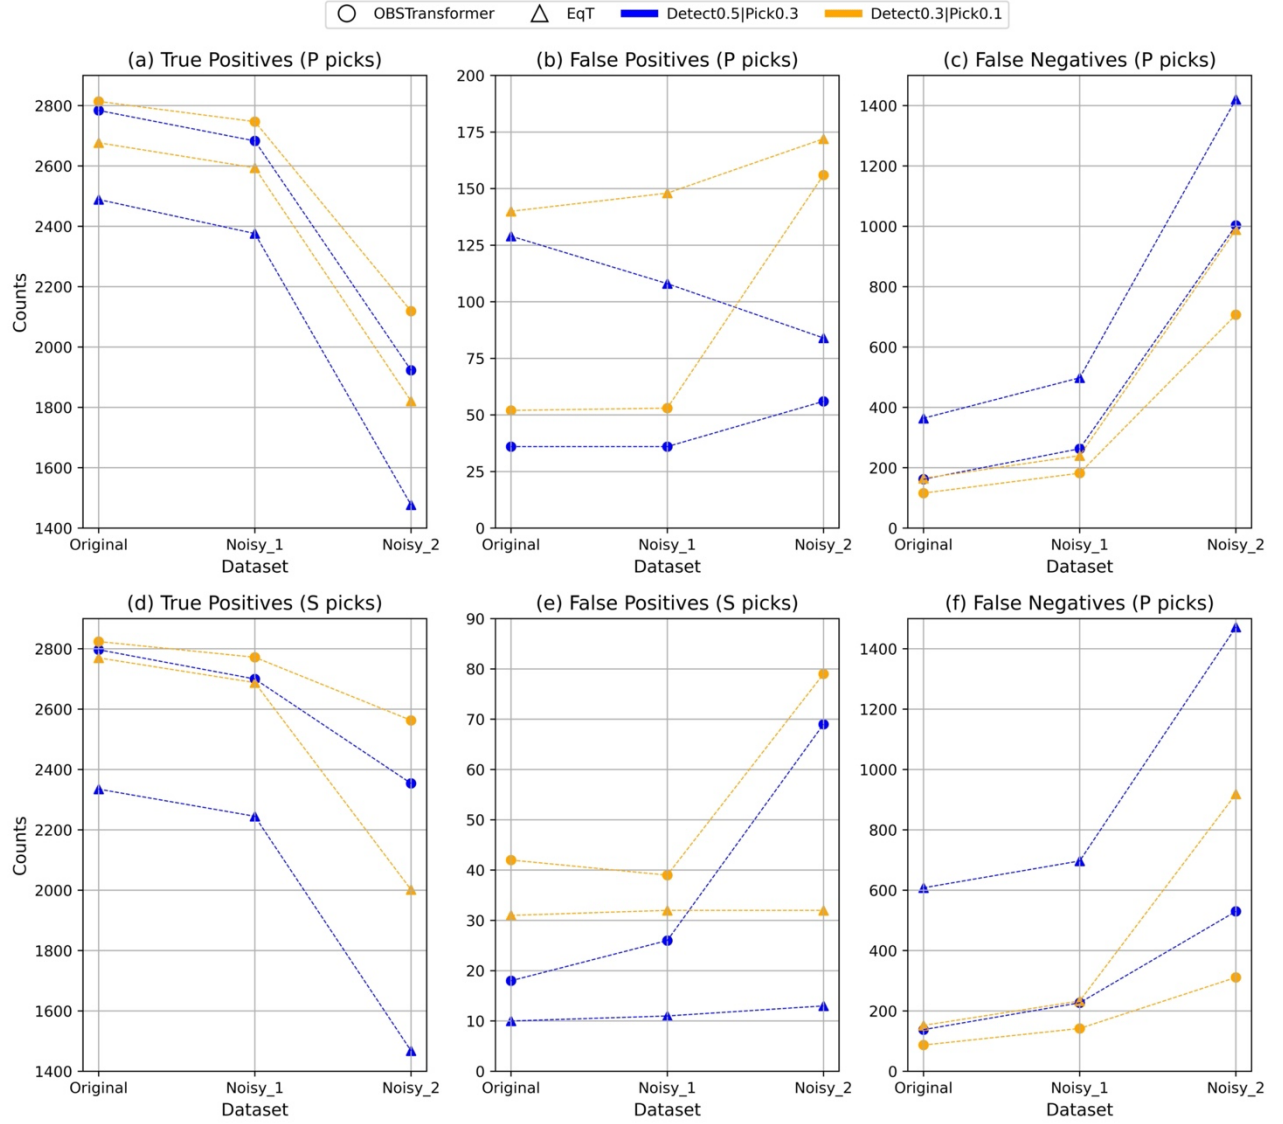 OBSTransformer EqT Detect0.5|Pick0.3 Detect0.3|Pick0.1
(a) True Positives (P picks)
2800
2600
2400
2200
2000
1800
1600
1400
Counts
Original Noisy_1 Noisy_2
Dataset
(b) False Positives (P picks)
200
175
150
125
100
75
50
25
0
Original Noisy_1 Noisy_2
Dataset
(c) False Negatives (P picks)
1400
1200
1000
800
600
400
200
0
Original Noisy_1 Noisy_2
Dataset
(d) True Positives (S picks)
2800
2600
2400
2200
2000
1800
1600
1400
Counts
Original Noisy_1 Noisy_2
Dataset
(e) False Positives (S picks)
90
80
70
60
50
40
30
20
10
0
Original Noisy_1 Noisy_2
Dataset
(f) False Negatives (P picks)
1400
1200
1000
800
600
400
200
0
Original Noisy_1 Noisy_2
Dataset